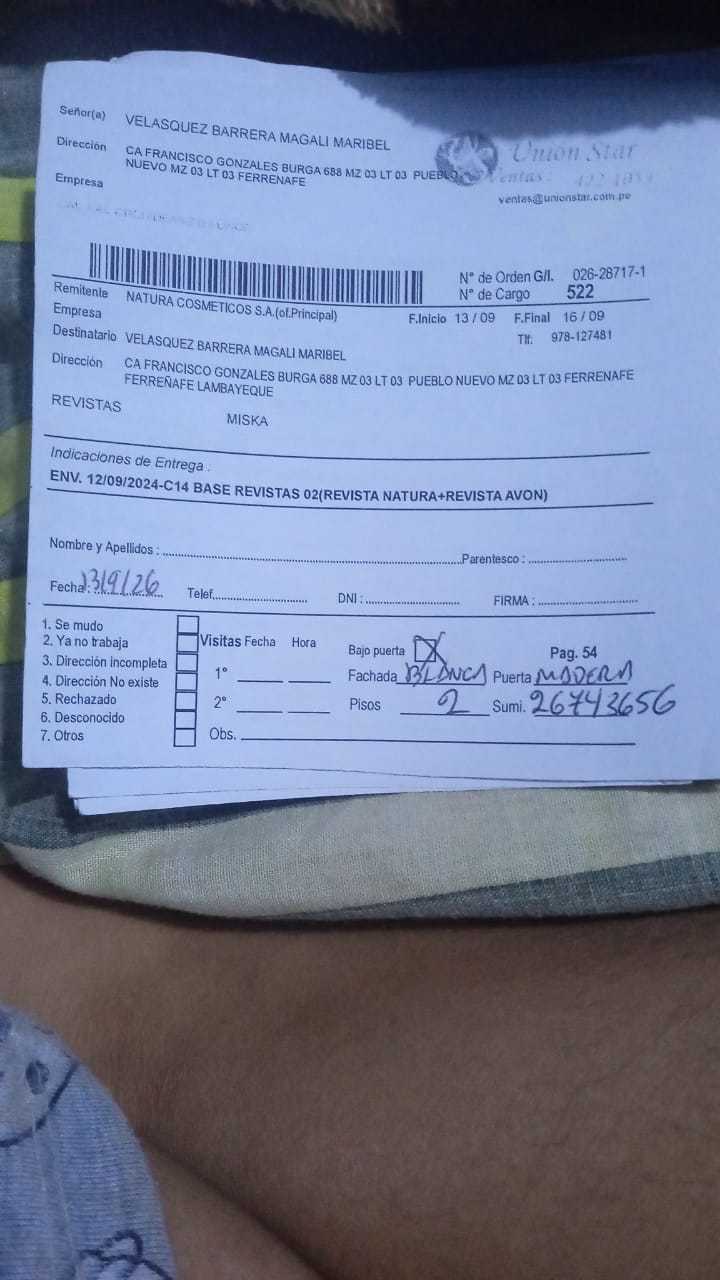 Señor(a) VELASQUEZ BARRERA MAGALI MARIBEL
Dirección CA FRANCISCO GONZALES BURGA 688 MZ 03 LT 03 PUEBLO
NUEVO MZ 03 LT 03 FERRENAFE
Empresa
Union Star
Ventas:
ventas@unionstar.com.pe
N° de Orden G/I. 026-28717-1
N° de Cargo 522
Remitente NATURA COSMETICOS S.A.(of.Principal)
Empresa
F.Inicio 13 / 09 F.Final 16 / 09
Destinatario VELASQUEZ BARRERA MAGALI MARIBEL
Tlf: 978-127481
Dirección CA FRANCISCO GONZALES BURGA 688 MZ 03 LT 03 PUEBLO NUEVO MZ 03 LT 03 FERRENAFE
FERREÑAFE LAMBAYEQUE
REVISTAS MISKA
Indicaciones de Entrega .
ENV. 12/09/2024-C14 BASE REVISTAS 02(REVISTA NATURA+REVISTA AVON)
Nombre y Apellidos : Parentesco :
Fecha : 13/9/26 Telef. DNI : FIRMA :
1. Se mudo
2. Ya no trabaja
3. Dirección incompleta
4. Dirección No existe
5. Rechazado
6. Desconocido
7. Otros
Visitas Fecha Hora
1°
2°
Obs.
Bajo puerta X Pag. 54
Fachada BLANCA Puerta MADERA
Pisos 2 Sumi. 26743656